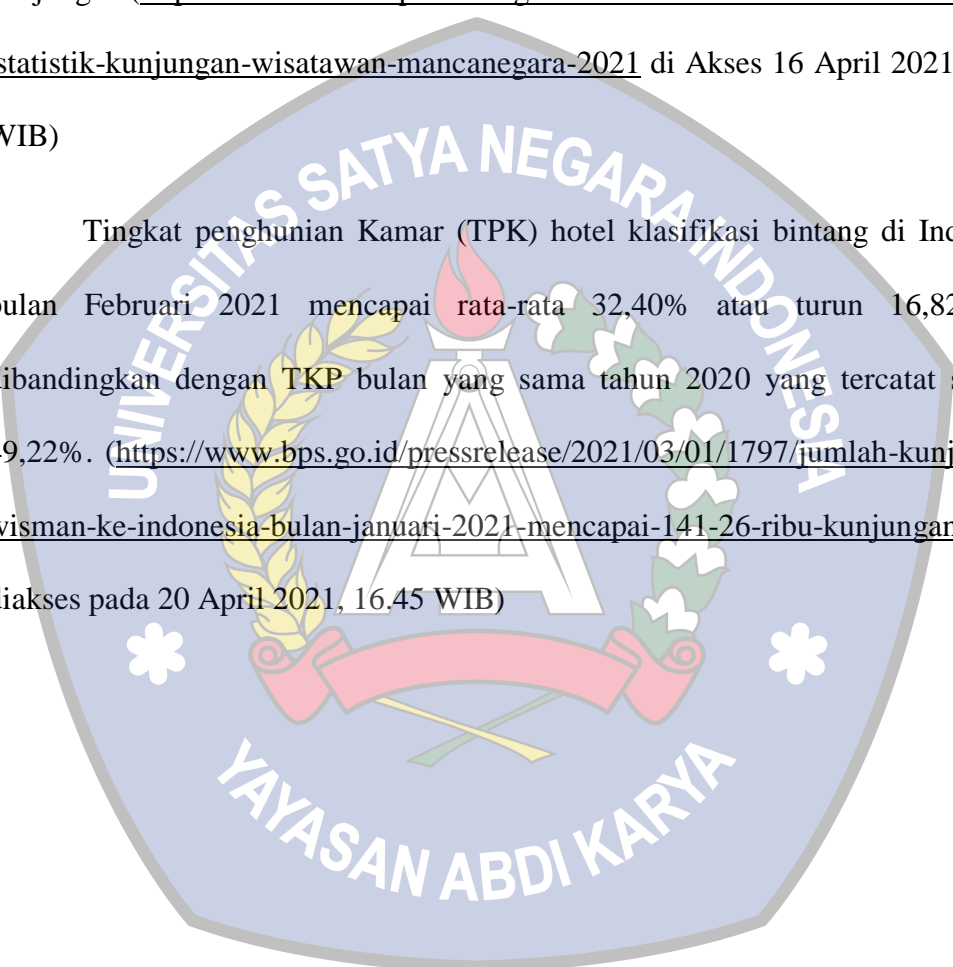 statistik-kunjungan-wisatawan-mancanegara-2021 di Akses 16 April 2021
WIB)
Tingkat penghunian Kamar (TPK) hotel klasifikasi bintang di
bulan Februari 2021 mencapai rata-rata 32,40% atau turun 16,82
dibandingkan dengan TKP bulan yang sama tahun 2020 yang tercatat
49,22%. (https://www.bps.go.id/pressrelease/2021/03/01/1797/jumlah-kunj
wisman-ke-indonesia-bulan-januari-2021-mencapai-141-26-ribu-kunjungan
diakses pada 20 April 2021, 16.45 WIB)
UNIVERSITAS SATYA NEGARA INDONESIA
YAYASAN ABDI KARYA